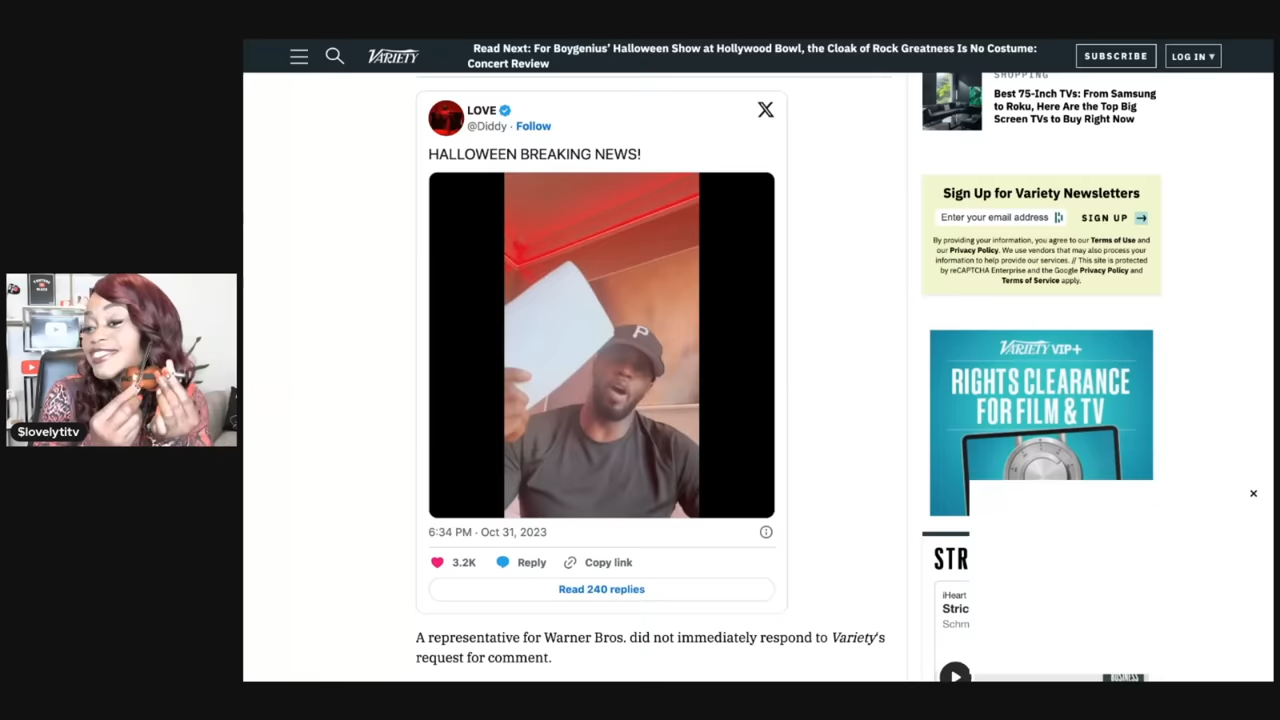 VARIETY
Read Next: For Boygenius' Halloween Show at Hollywood Bowl, the Cloak of Rock Greatness Is No Costume:
Concert Review
SUBSCRIBE
LOG IN ▾
LOVE
@Diddy · Follow
X
HALLOWEEN BREAKING NEWS!
P
6:34 PM · Oct 31, 2023
3.2K
Reply
Copy link
Read 240 replies
A representative for Warner Bros. did not immediately respond to Variety's
request for comment.
SHOPPING
Best 75-Inch TVs: From Samsung
to Roku, Here Are the Top Big
Screen TVs to Buy Right Now
Sign Up for Variety Newsletters
Enter your email address
SIGN UP →
By providing your information, you agree to our Terms of Use and
our Privacy Policy. We use vendors that may also process your
information to help provide our services. // This site is protected
by reCAPTCHA Enterprise and the Google Privacy Policy and
Terms of Service apply.
VARIETY VIP+
RIGHTS CLEARANCE
FOR FILM & TV
×
STR
iHeart
Stric
Schm
BUSINESS
$lovelytitv